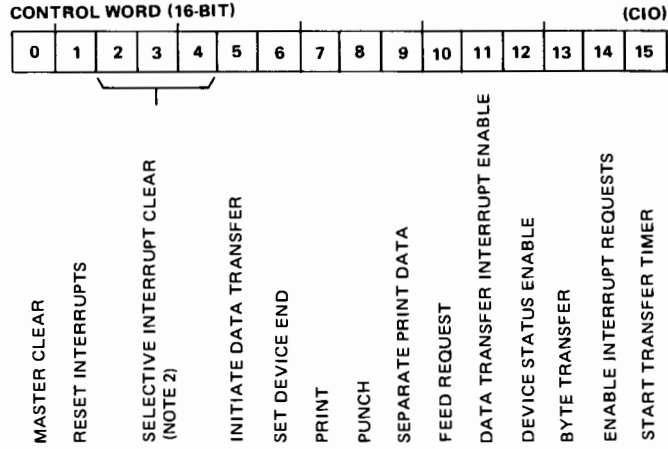 CONTROL WORD (16-BIT) (CIO)
0 1 2 3 4 5 6 7 8 9 10 11 12 13 14 15
MASTER CLEAR
RESET INTERRUPTS
SELECTIVE INTERRUPT CLEAR
(NOTE 2)
INITIATE DATA TRANSFER
SET DEVICE END
PRINT
PUNCH
SEPARATE PRINT DATA
FEED REQUEST
DATA TRANSFER INTERRUPT ENABLE
DEVICE STATUS ENABLE
BYTE TRANSFER
ENABLE INTERRUPT REQUESTS
START TRANSFER TIMER